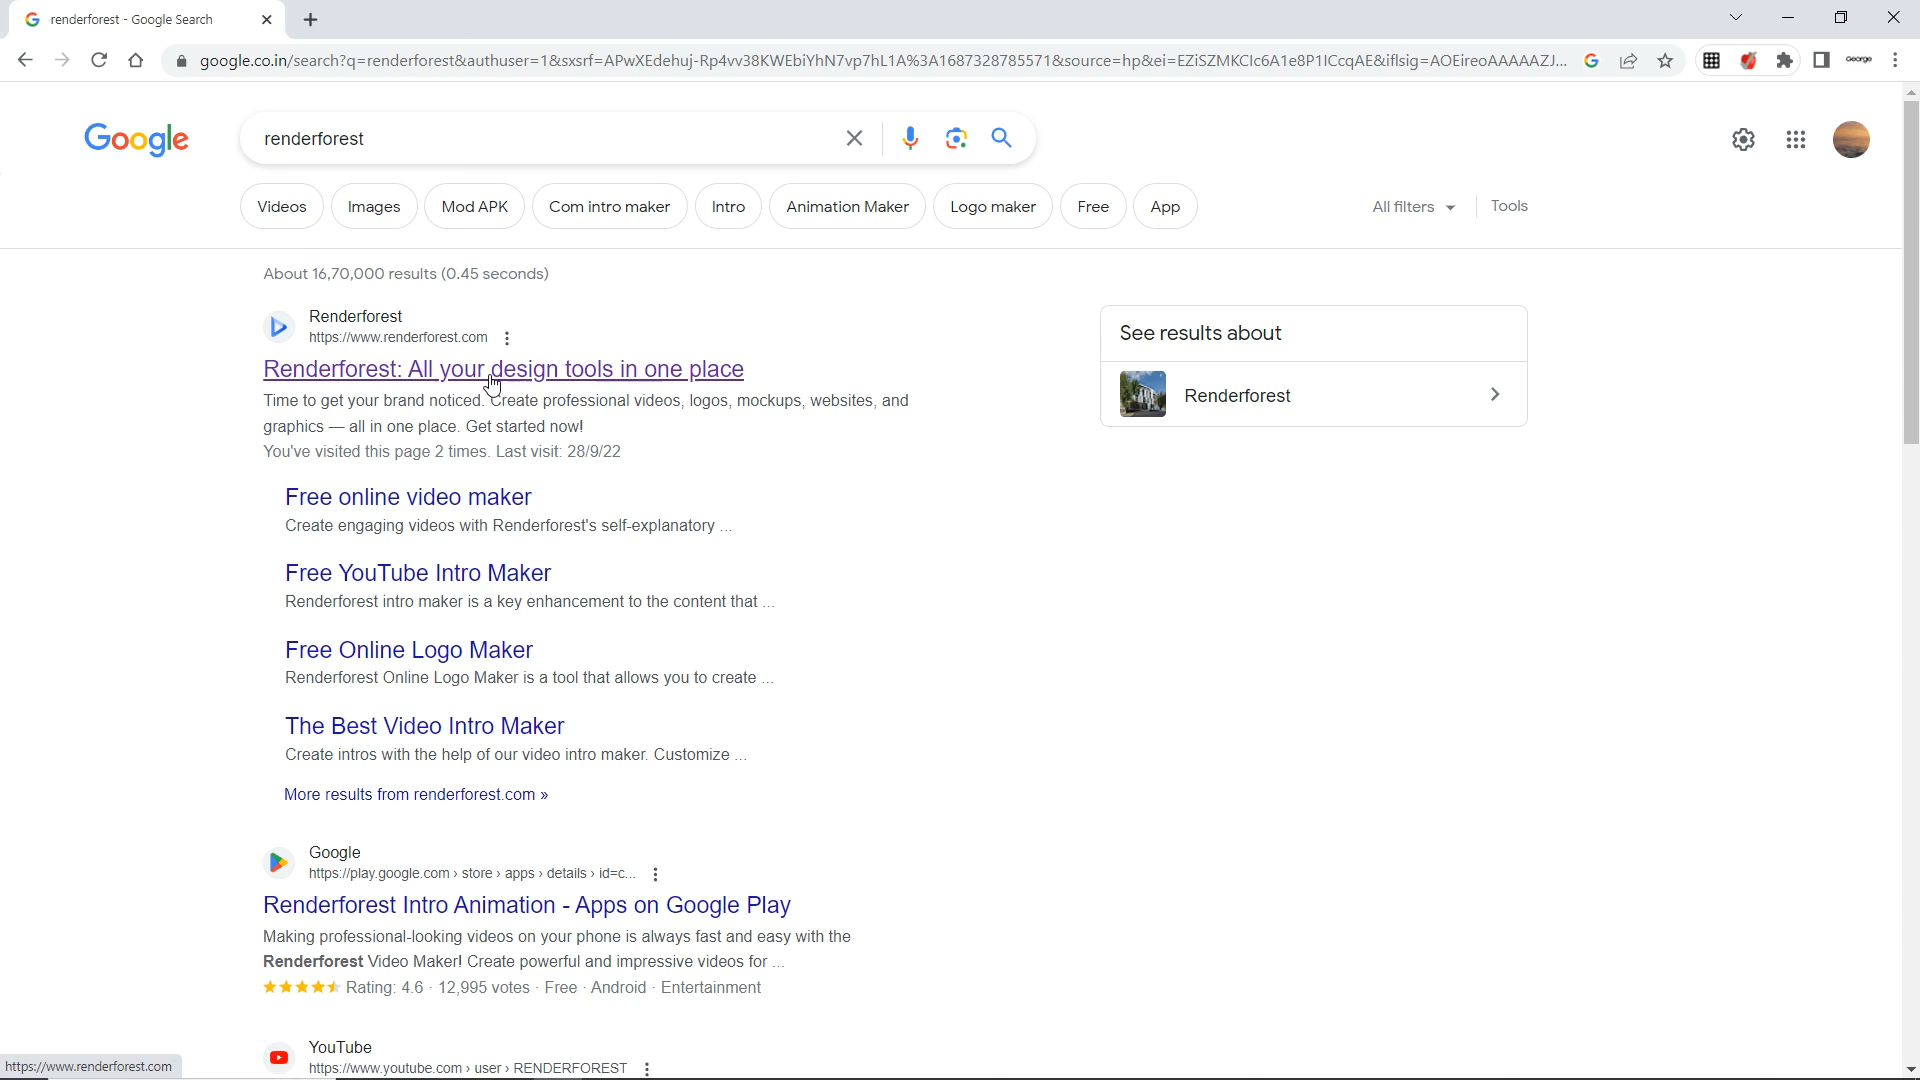 renderforest - Google Search
google.co.in/search?q=renderforest&authuser=1&sxsrf=APwXEdehuj-Rp4vv38KWEbiYhN7vp7hL1A%3A1687328785571&source=hp&ei=EZiSZMKCIc6A1e8P1ICcqAE&iflsig=AOEireoAAAAAZJ...
George
Google
renderforest
Videos
Images
Mod APK
Com intro maker
Intro
Animation Maker
Logo maker
Free
App
All filters
Tools
About 16,70,000 results (0.45 seconds)
Renderforest
https://www.renderforest.com
Renderforest: All your design tools in one place
Time to get your brand noticed. Create professional videos, logos, mockups, websites, and
graphics — all in one place. Get started now!
You've visited this page 2 times. Last visit: 28/9/22
See results about
Renderforest
Free online video maker
Create engaging videos with Renderforest's self-explanatory ...
Free YouTube Intro Maker
Renderforest intro maker is a key enhancement to the content that ...
Free Online Logo Maker
Renderforest Online Logo Maker is a tool that allows you to create ...
The Best Video Intro Maker
Create intros with the help of our video intro maker. Customize ...
More results from renderforest.com »
Google
https://play.google.com › store › apps › details › id=c...
Renderforest Intro Animation - Apps on Google Play
Making professional-looking videos on your phone is always fast and easy with the
Renderforest Video Maker! Create powerful and impressive videos for ...
Rating: 4.6 · 12,995 votes · Free · Android · Entertainment
YouTube
https://www.youtube.com › user › RENDERFOREST
https://www.renderforest.com